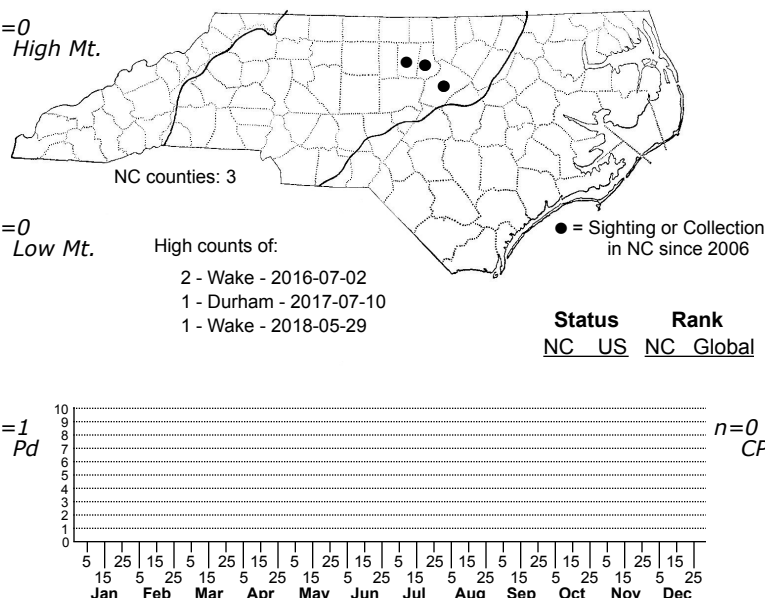 =0
High Mt.
NC counties: 3
=0
Low Mt.
High counts of:
2 - Wake - 2016-07-02
1 - Durham - 2017-07-10
1 - Wake - 2018-05-29
● = Sighting or Collection
in NC since 2006
Status Rank
NC US NC Global
=1
Pd
10
9
8
7
6
5
4
3
2
1
0
n=0
CP
5 25 15 5 25 15 5 25 15 5 25 15 5 25 15 5 25 15
15 5 25 15 5 25 15 5 25 15 5 25 15 5 25 15 5 25
Jan Feb Mar Apr May Jun Jul Aug Sep Oct Nov Dec